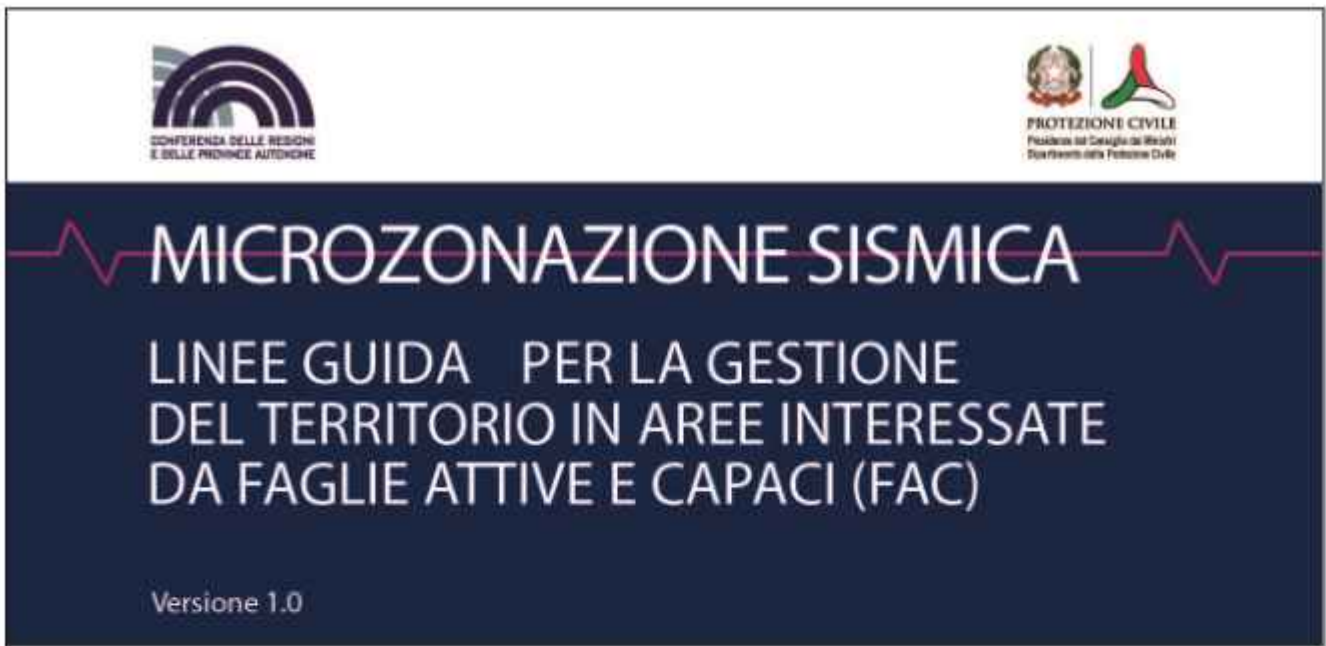 CONFERENZA DELLE REGIONI
E DELLE PROVINCE AUTONOME
PROTEZIONE CIVILE
Presidenza del Consiglio dei Ministri
Dipartimento della Protezione Civile
MICROZONAZIONE SISMICA
LINEE GUIDA PER LA GESTIONE
DEL TERRITORIO IN AREE INTERESSATE
DA FAGLIE ATTIVE E CAPACI (FAC)
Versione 1.0